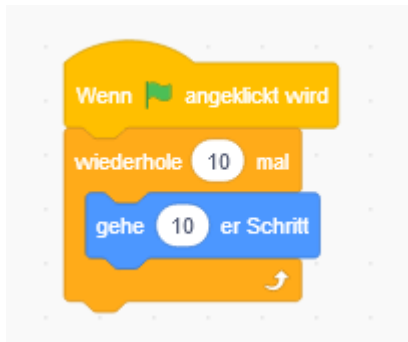 Wenn angeklickt wird
wiederhole 10 mal
gehe 10 er Schritt